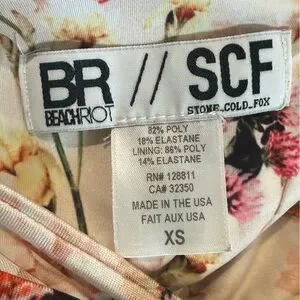 BR // SCF
BEACHRIOT STONE_COLD_FOX
82% POLY
18% ELASTANE
LINING: 86% POLY
14% ELASTANE
RN# 128811
CA# 32350
MADE IN THE USA
FAIT AUX USA
XS